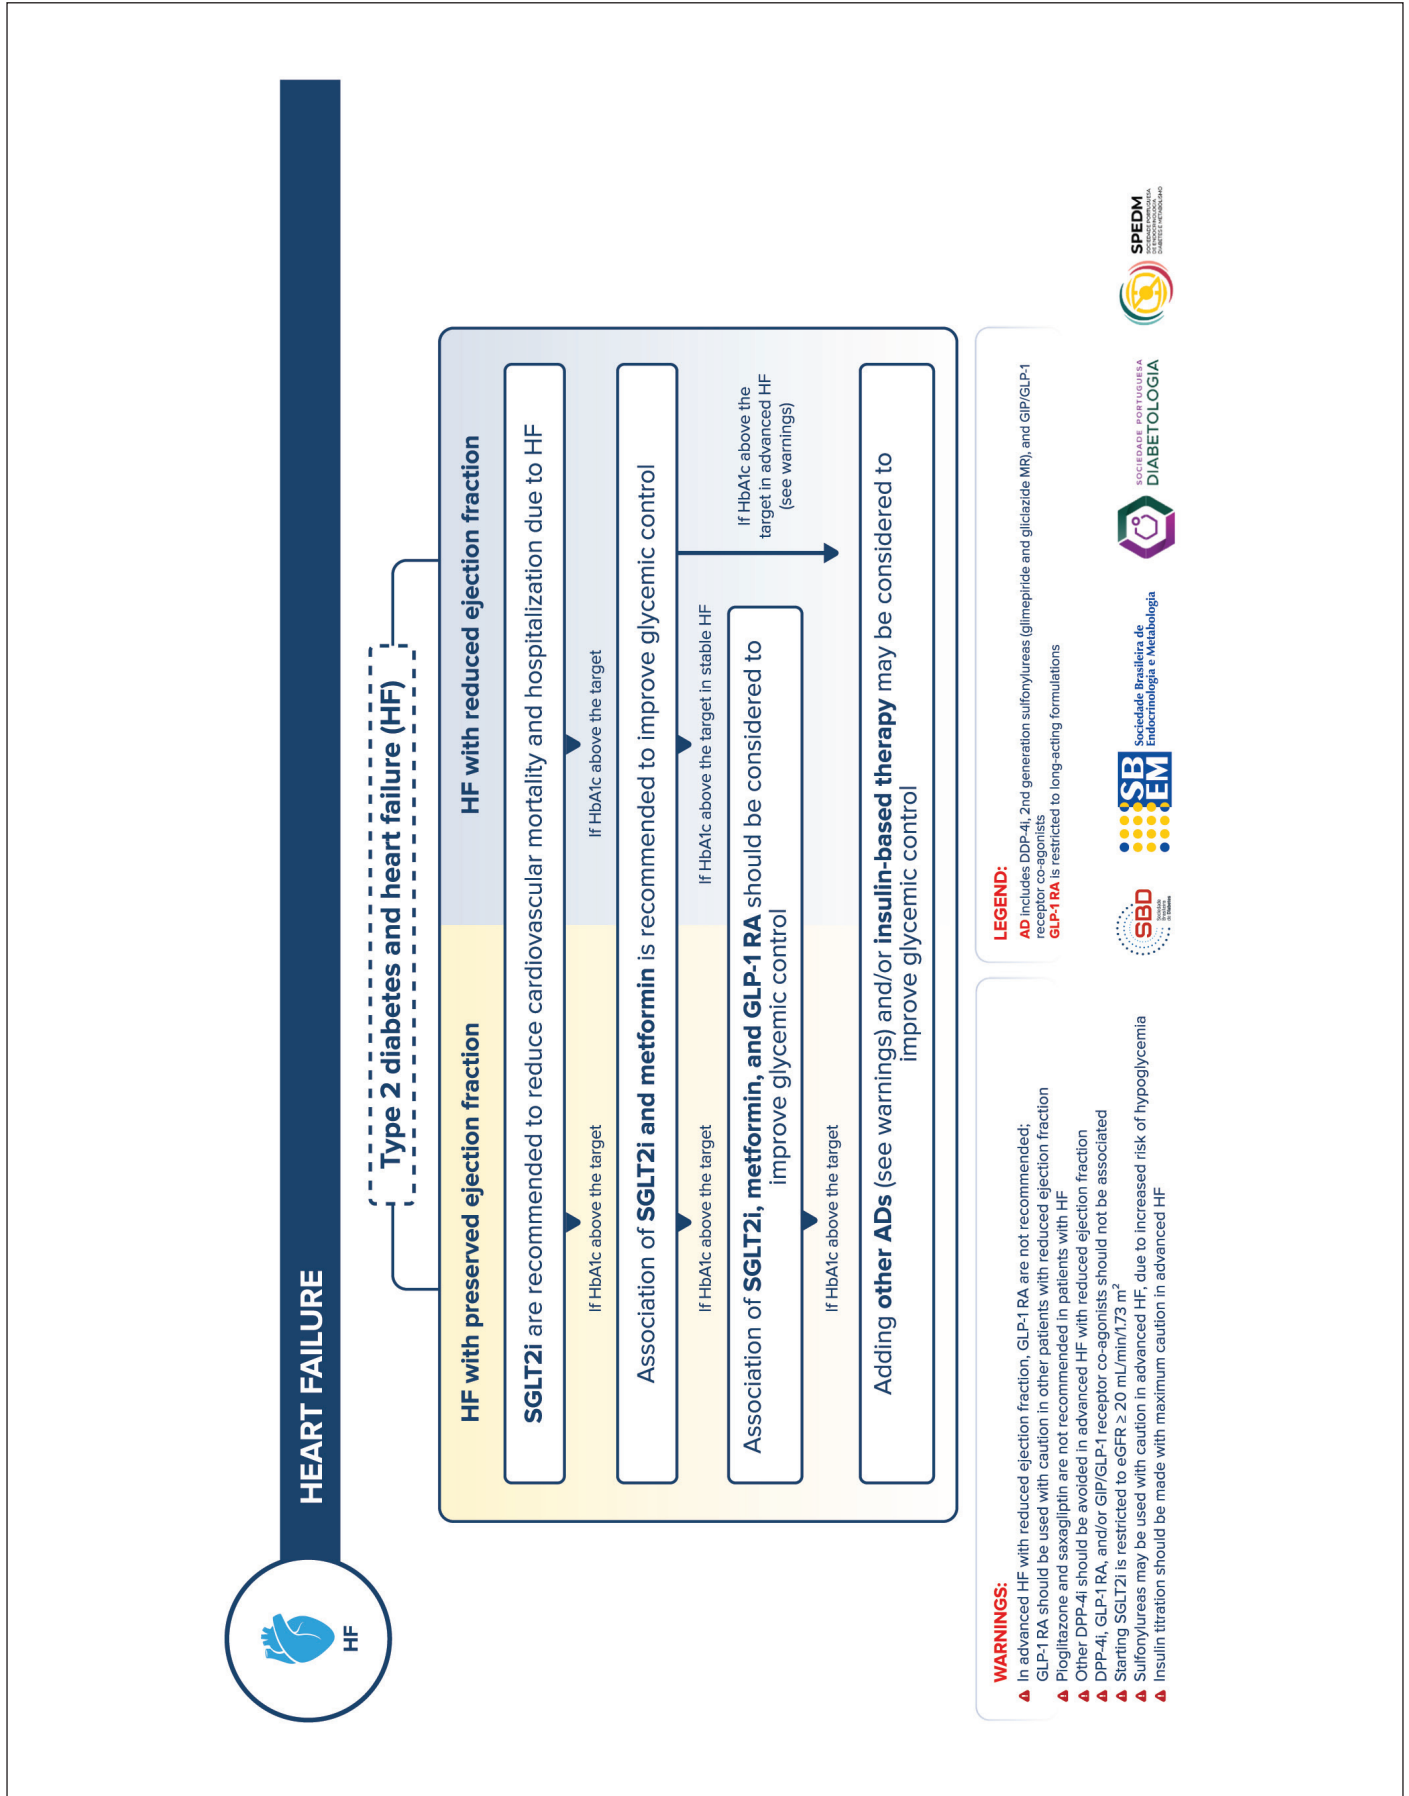 HEART FAILURE
HF
Type 2 diabetes and heart failure (HF)
HF with preserved ejection fraction
HF with reduced ejection fraction
SGLT2i are recommended to reduce cardiovascular mortality and hospitalization due to HF
If HbA1c above the target
If HbA1c above the target
Association of SGLT2i and metformin is recommended to improve glycemic control
If HbA1c above the target
If HbA1c above the target in stable HF
If HbA1c above the
target in advanced HF
(see warnings)
Association of SGLT2i, metformin, and GLP-1 RA should be considered to
improve glycemic control
If HbA1c above the target
Adding other ADs (see warnings) and/or insulin-based therapy may be considered to
improve glycemic control
WARNINGS:
In advanced HF with reduced ejection fraction, GLP-1 RA are not recommended;
GLP-1 RA should be used with caution in other patients with reduced ejection fraction
Pioglitazone and saxagliptin are not recommended in patients with HF
Other DPP-4i should be avoided in advanced HF with reduced ejection fraction
DPP-4i, GLP-1 RA, and/or GIP/GLP-1 receptor co-agonists should not be associated
Starting SGLT2i is restricted to eGFR ≥ 20 mL/min/1.73 m²
Sulfonylureas may be used with caution in advanced HF, due to increased risk of hypoglycemia
Insulin titration should be made with maximum caution in advanced HF
LEGEND:
AD includes DDP-4i, 2nd generation sulfonylureas (glimepiride and gliclazide MR), and GIP/GLP-1
receptor co-agonists
GLP-1 RA is restricted to long-acting formulations
SBD
Sociedade
Brasileira
de Diabetes
SB
EM
Sociedade Brasileira de
Endocrinologia e Metabologia
SOCIEDADE PORTUGUESA
DIABETOLOGIA
SPEDM
SOCIEDADE PORTUGUESA
DE ENDOCRINOLOGIA
DIABETES E METABOLISMO